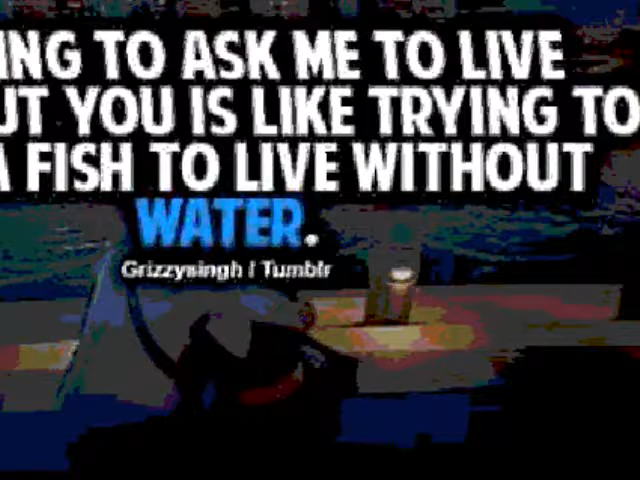 ING TO ASK ME TO LIVE
UT YOU IS LIKE TRYING TO
A FISH TO LIVE WITHOUT
WATER.
Grizzysingh / Tumblr